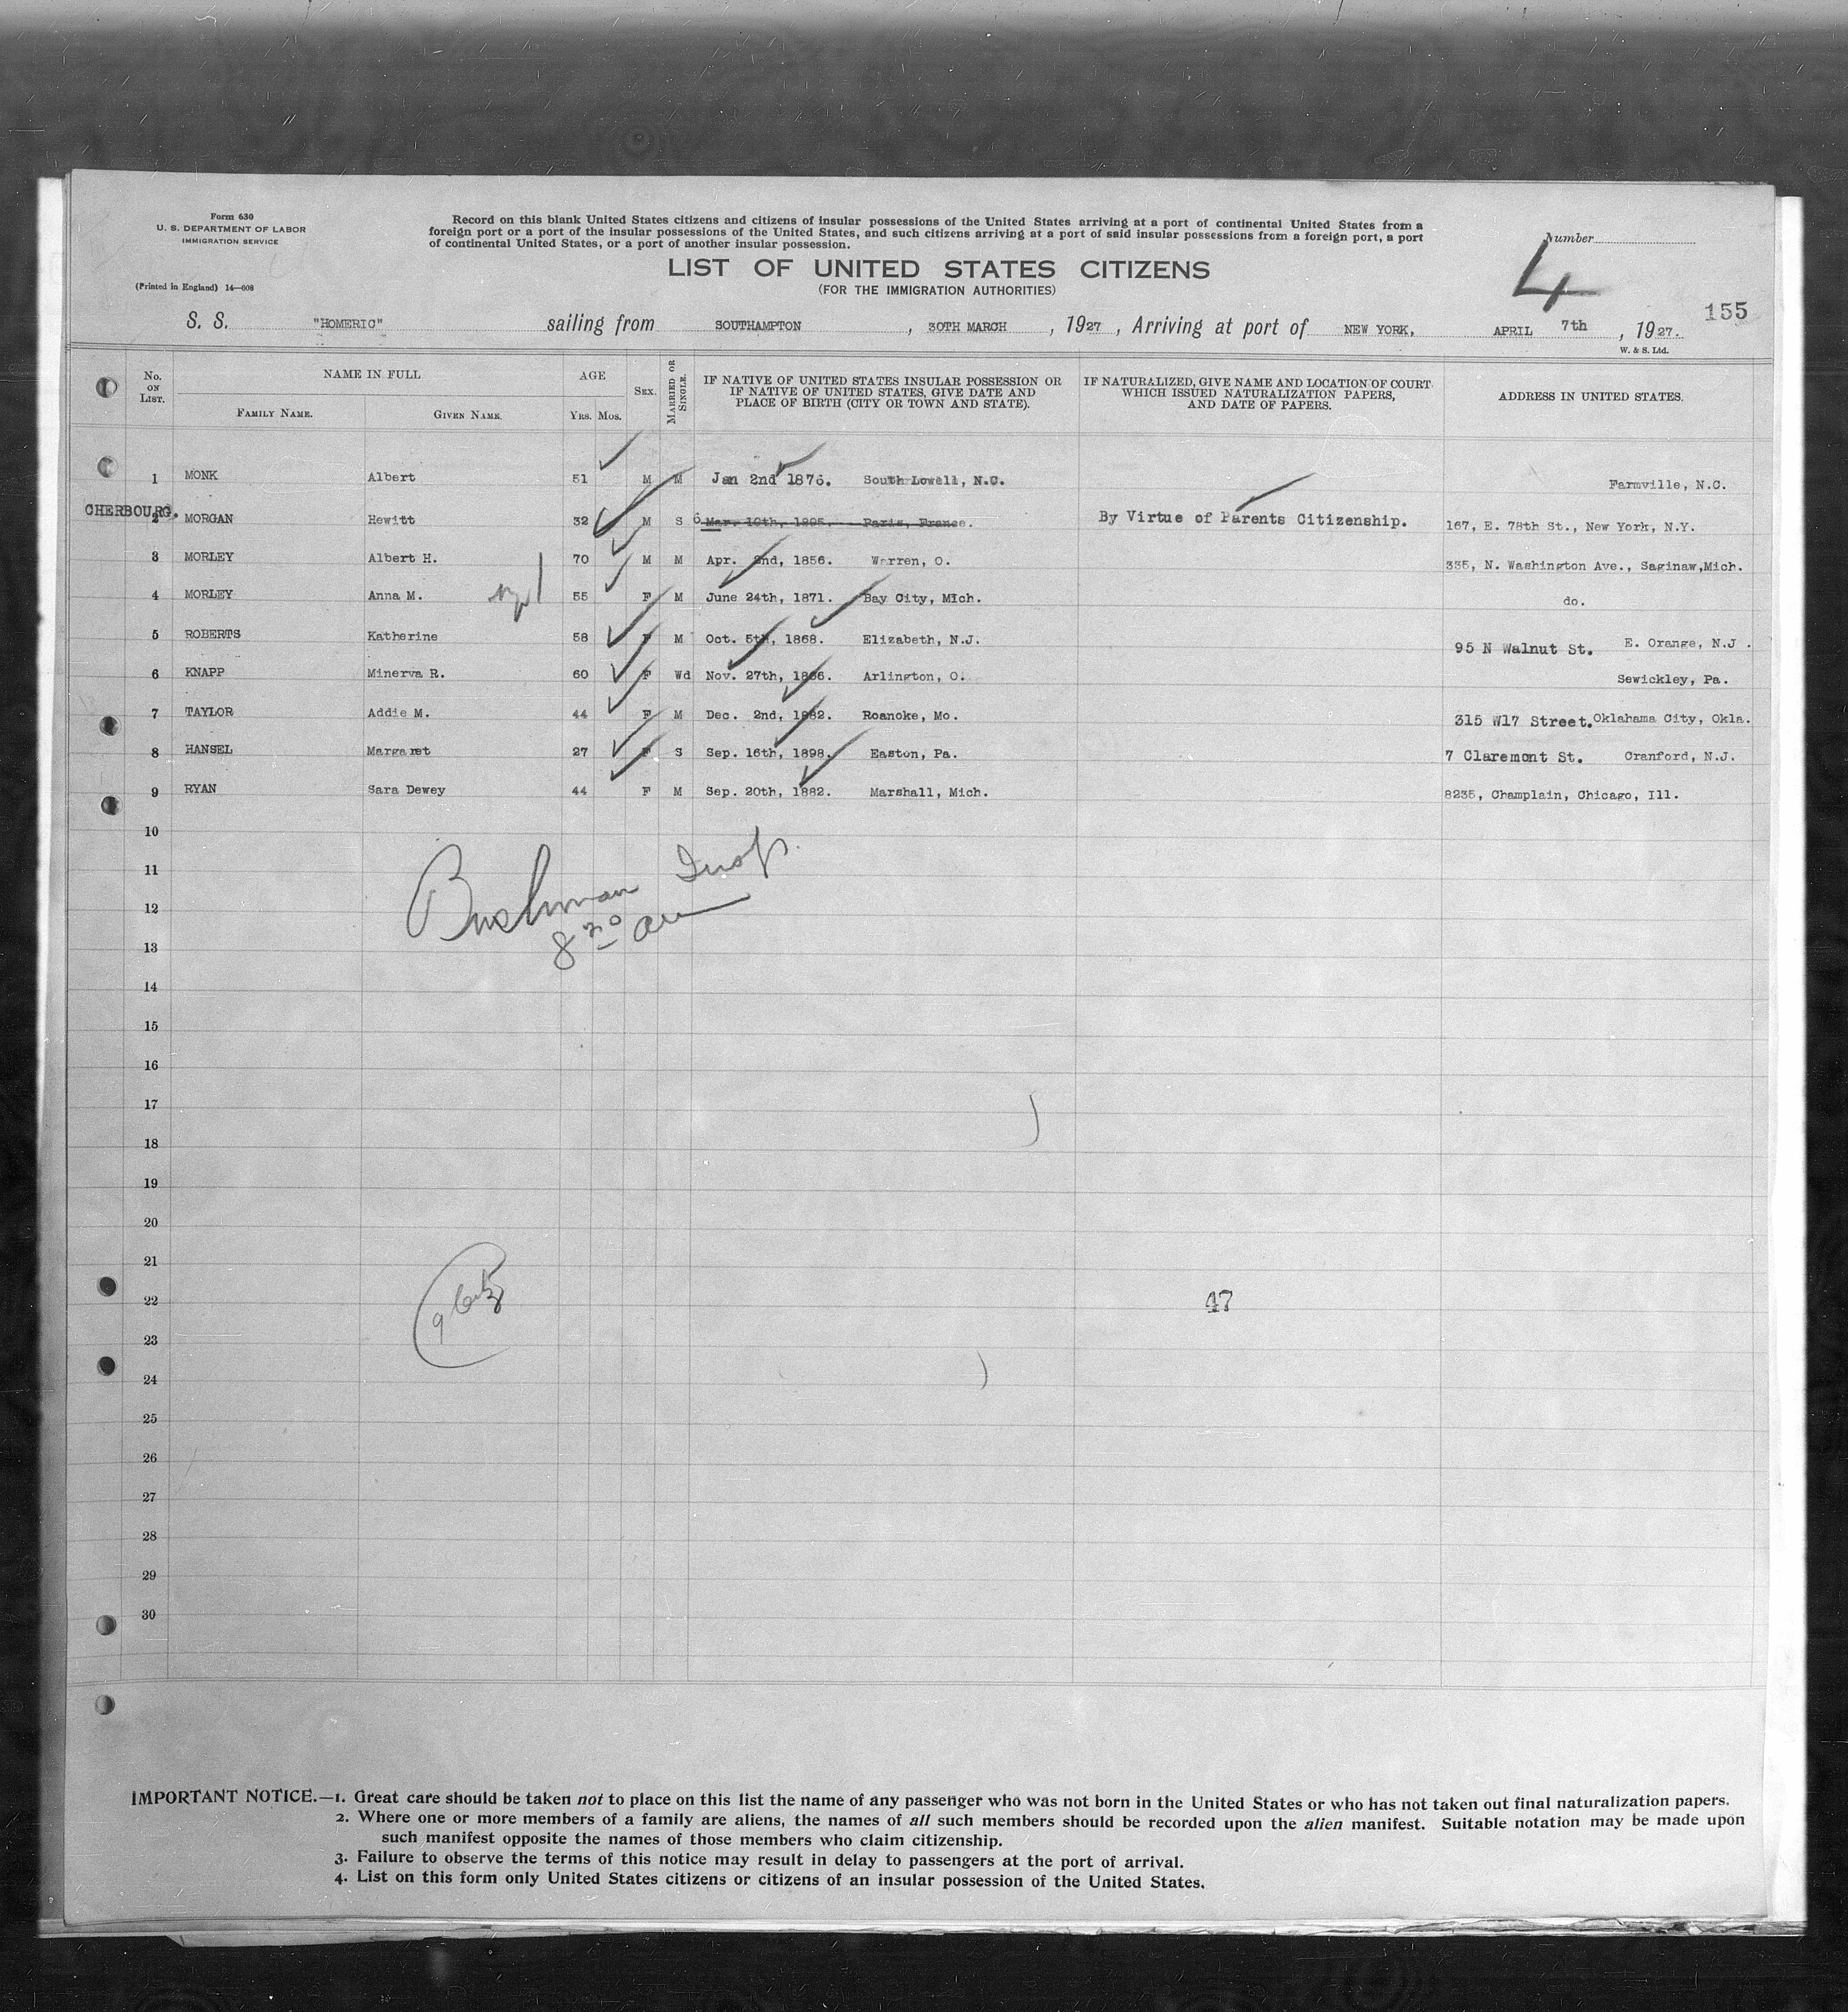 Form 630
U. S. DEPARTMENT OF LABOR
IMMIGRATION SERVICE
(Printed in England) 14—608
Record on this blank United States citizens and citizens of insular possessions of the United States arriving at a port of continental United States from a
foreign port or a port of the insular possessions of the United States, and such citizens arriving at a port of said insular possessions from a foreign port, a port
of continental United States, or a port of another insular possession.
Number
4
LIST OF UNITED STATES CITIZENS
(FOR THE IMMIGRATION AUTHORITIES)
155
S. S. "HOMERIC" sailing from SOUTHAMPTON , 30TH MARCH , 1927 , Arriving at port of NEW YORK, APRIL 7th , 1927.
W. & S. Ltd.
No. ON LIST. NAME IN FULL FAMILY NAME. GIVEN NAME. AGE YRS. MOS. SEX. MARRIED OR SINGLE. IF NATIVE OF UNITED STATES INSULAR POSSESSION OR IF NATIVE OF UNITED STATES, GIVE DATE AND PLACE OF BIRTH (CITY OR TOWN AND STATE). IF NATURALIZED, GIVE NAME AND LOCATION OF COURT WHICH ISSUED NATURALIZATION PAPERS, AND DATE OF PAPERS. ADDRESS IN UNITED STATES.
1 MONK Albert 51 M M Jan 2nd 1876. South Lowell, N.C. Farmville, N.C.
CHERBOURG.
2 MORGAN Hewitt 32 M S 6 Mar. 10th, 1895. Paris, France. By Virtue of Parents Citizenship. 167, E. 78th St., New York, N.Y.
3 MORLEY Albert H. 70 M M Apr. 2nd, 1856. Warren, O. 335, N. Washington Ave., Saginaw,Mich.
4 MORLEY Anna M. 55 F M June 24th, 1871. Bay City, MIch. do.
5 ROBERTS Katherine 58 F M Oct. 5th, 1868. Elizabeth, N.J. 95 N Walnut St. E. Orange, N.J .
6 KNAPP Minerva R. 60 F Wd Nov. 27th, 1866. Arlington, O. Sewickley, Pa.
7 TAYLOR Addie M. 44 F M Dec. 2nd, 1882. Roanoke, Mo. 315 W17 Street. Oklahama City, Okla.
8 HANSEL Margaret 27 F S Sep. 16th, 1898. Easton, Pa. 7 Claremont St. Cranford, N.J.
9 RYAN Sara Dewey 44 F M Sep. 20th, 1882. Marshall, Mich. 8235, Champlain, Chicago, Ill.
10
11
Bushman Insp.
12
8 30 am
13
14
15
16
17
18
19
20
21
22 47
9
23
24
25
26
27
28
29
30
IMPORTANT NOTICE.—1. Great care should be taken not to place on this list the name of any passenger who was not born in the United States or who has not taken out final naturalization papers.
2. Where one or more members of a family are aliens, the names of all such members should be recorded upon the alien manifest. Suitable notation may be made upon
such manifest opposite the names of those members who claim citizenship.
3. Failure to observe the terms of this notice may result in delay to passengers at the port of arrival.
4. List on this form only United States citizens or citizens of an insular possession of the United States.